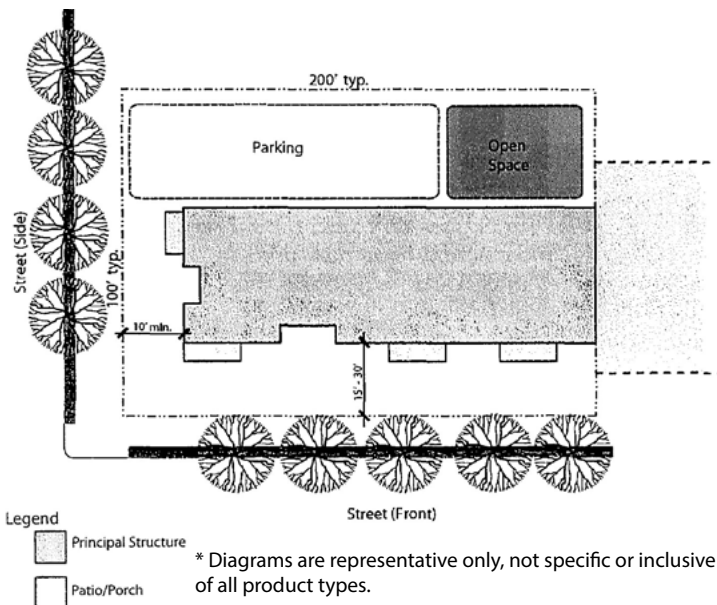 200' typ.
Parking
Open
Space
Street (Side)
100' typ.
10' min.
15'-30'
Street (Front)
Legend
Principal Structure
Patio/Porch
* Diagrams are representative only, not specific or inclusive
of all product types.